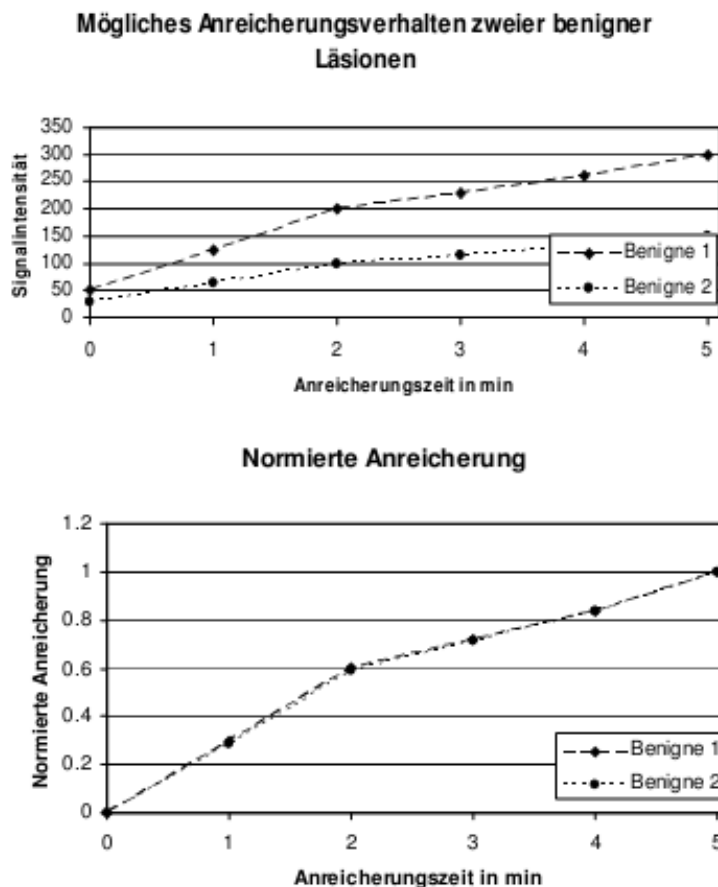 Mögliches Anreicherungsverhalten zweier benigner
Läsionen
350
300
250
200
150
100
50
0
Signalintensität
Benigne 1
Benigne 2
0 1 2 3 4 5
Anreicherungszeit in min
Normierte Anreicherung
1.2
1
0.8
0.6
0.4
0.2
0
Normierte Anreicherung
Benigne 1
Benigne 2
0 1 2 3 4 5
Anreicherungszeit in min